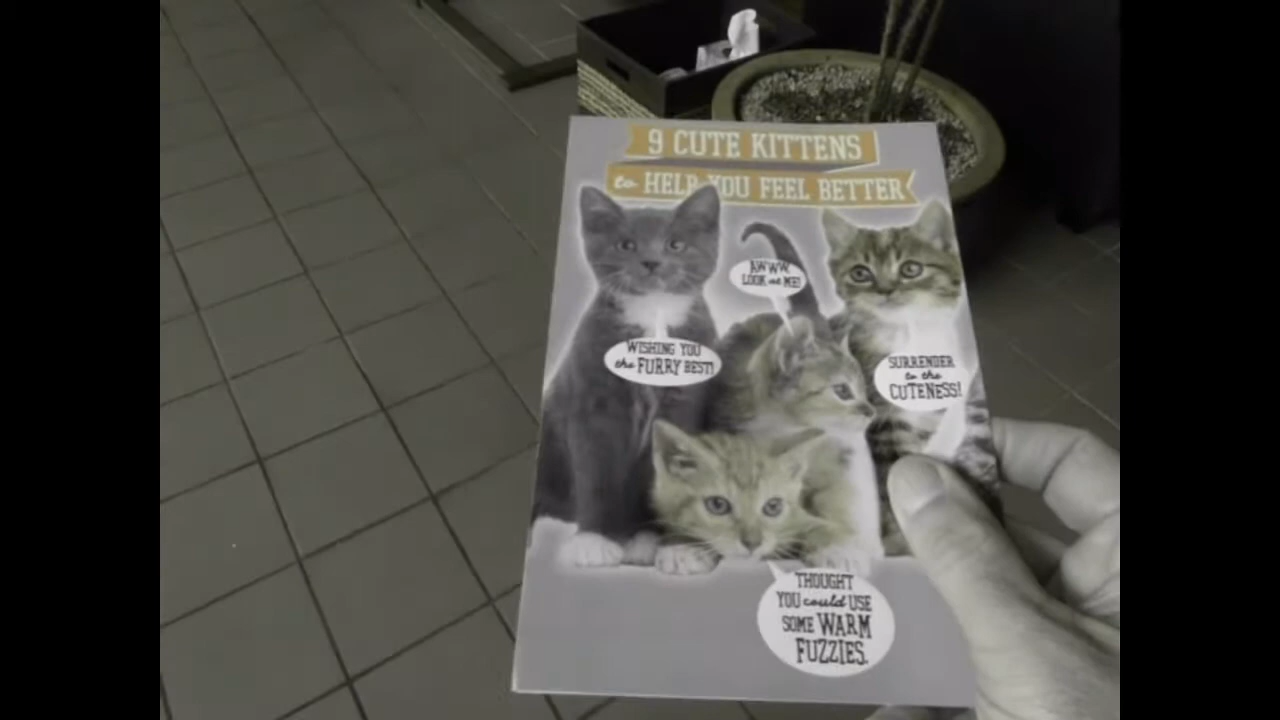 9 CUTE KITTENS
to HELP YOU FEEL BETTER
AWWW,
LOOK at ME!
WISHING YOU
the FURRY BEST!
SURRENDER
to the
CUTENESS!
THOUGHT
YOU could USE
SOME WARM
FUZZIES.